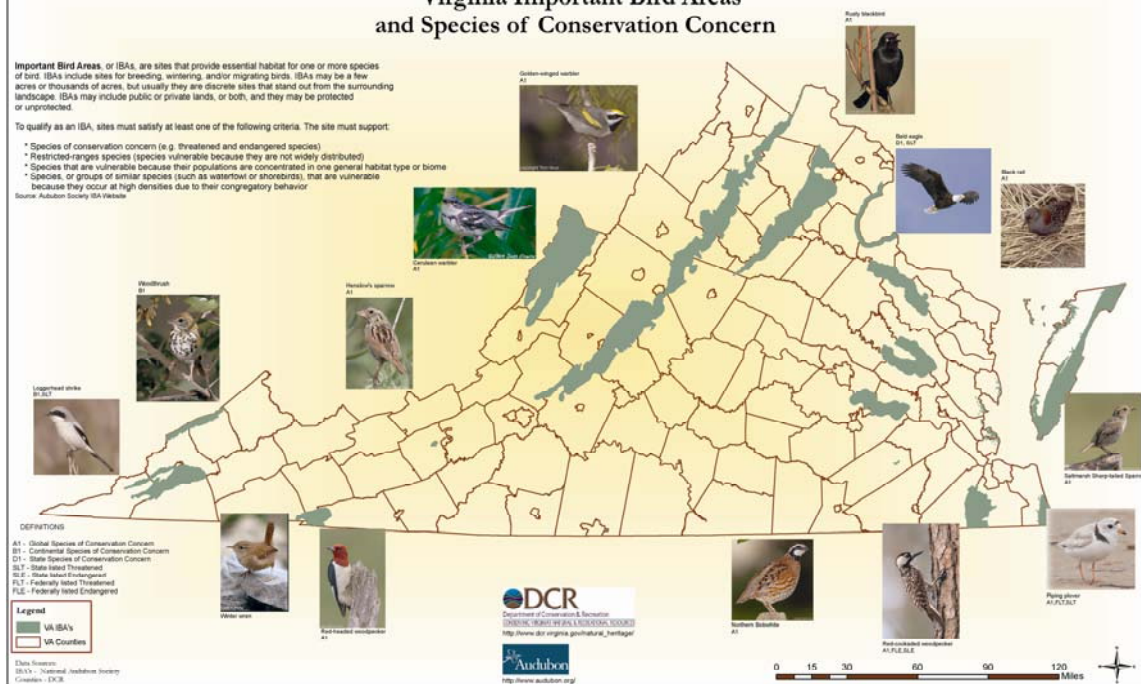 Virginia Important Bird Areas
and Species of Conservation Concern
Important Bird Areas, or IBAs, are sites that provide essential habitat for one or more species
of bird. IBAs include sites for breeding, wintering, and/or migrating birds. IBAs may be a few
acres or thousands of acres, but usually they are discrete sites that stand out from the surrounding
landscape. IBAs may include public or private lands, or both, and they may be protected
or unprotected.
To qualify as an IBA, sites must satisfy at least one of the following criteria. The site must support:
* Species of conservation concern (e.g. threatened and endangered species)
* Restricted-ranges species (species vulnerable because they are not widely distributed)
* Species that are vulnerable because their populations are concentrated in one general habitat type or biome
* Species, or groups of similar species (such as waterfowl or shorebirds), that are vulnerable
because they occur at high densities due to their congregatory behavior
Source: Audubon Society IBA Website
Rusty blackbird
A1
Golden-winged warbler
A1
Bald eagle
D1, SLT
Black rail
A1
Cerulean warbler
A1
Woodthrush
B1
Henslow's sparrow
A1
Loggerhead shrike
B1,SLT
Saltmarsh Sharp-tailed Sparr
A1
Piping plover
A1,FLT,SLT
Winter wren
Red-headed woodpecker
A1
Northern Bobwhite
A1
Red-cockaded woodpecker
A1,FLE,SLE
DEFINITIONS
A1 - Global Species of Conservation Concern
B1 - Continental Species of Conservation Concern
D1 - State Species of Conservation Concern
SLT - State listed Threatened
SLE - State listed Endangered
FLT - Federally listed Threatened
FLE - Federally listed Endangered
Legend
VA IBA's
VA Counties
Data Sources:
IBA's - National Audubon Society
Counties - DCR
DCR
Department of Conservation & Recreation
CONSERVING VIRGINIA'S NATURAL & RECREATIONAL RESOURCES
http://www.dcr.virginia.gov/natural_heritage/
Audubon
http://www.audubon.org/
0 15 30 60 90 120
Miles